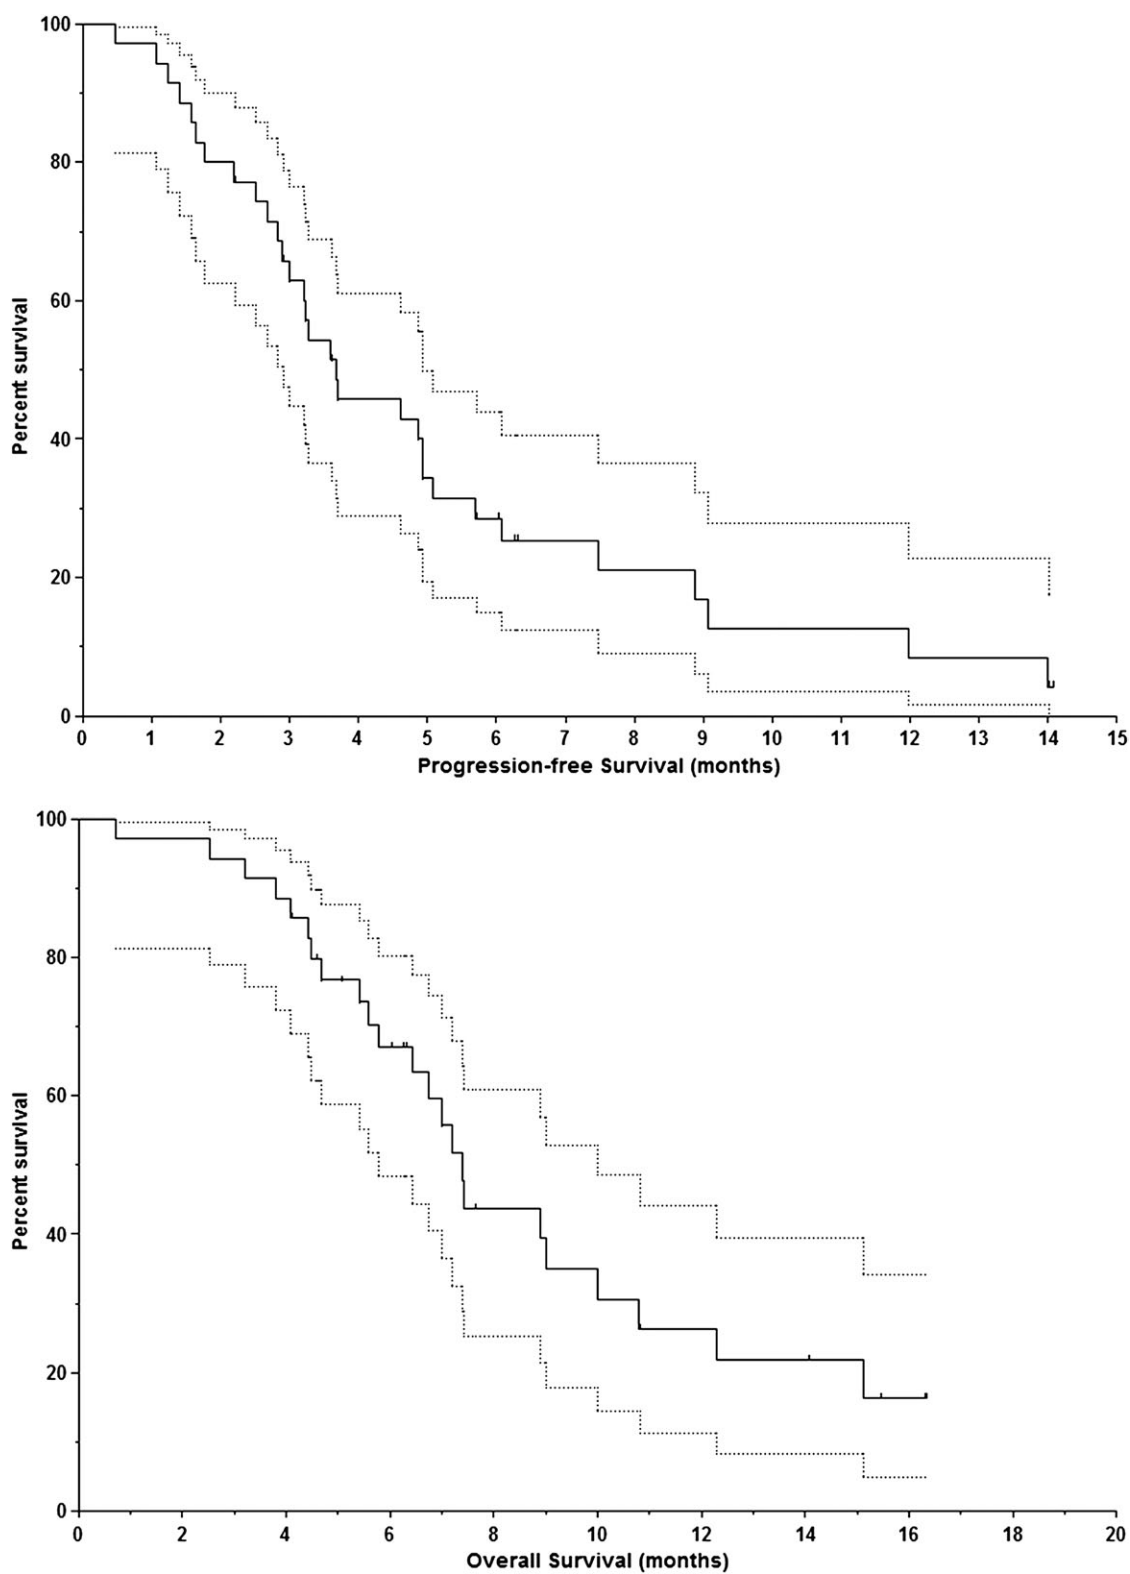 100
80
60
40
20
0
Percent survival
0 1 2 3 4 5 6 7 8 9 10 11 12 13 14 15
Progression-free Survival (months)
100
80
60
40
20
0
Percent survival
0 2 4 6 8 10 12 14 16 18 20
Overall Survival (months)